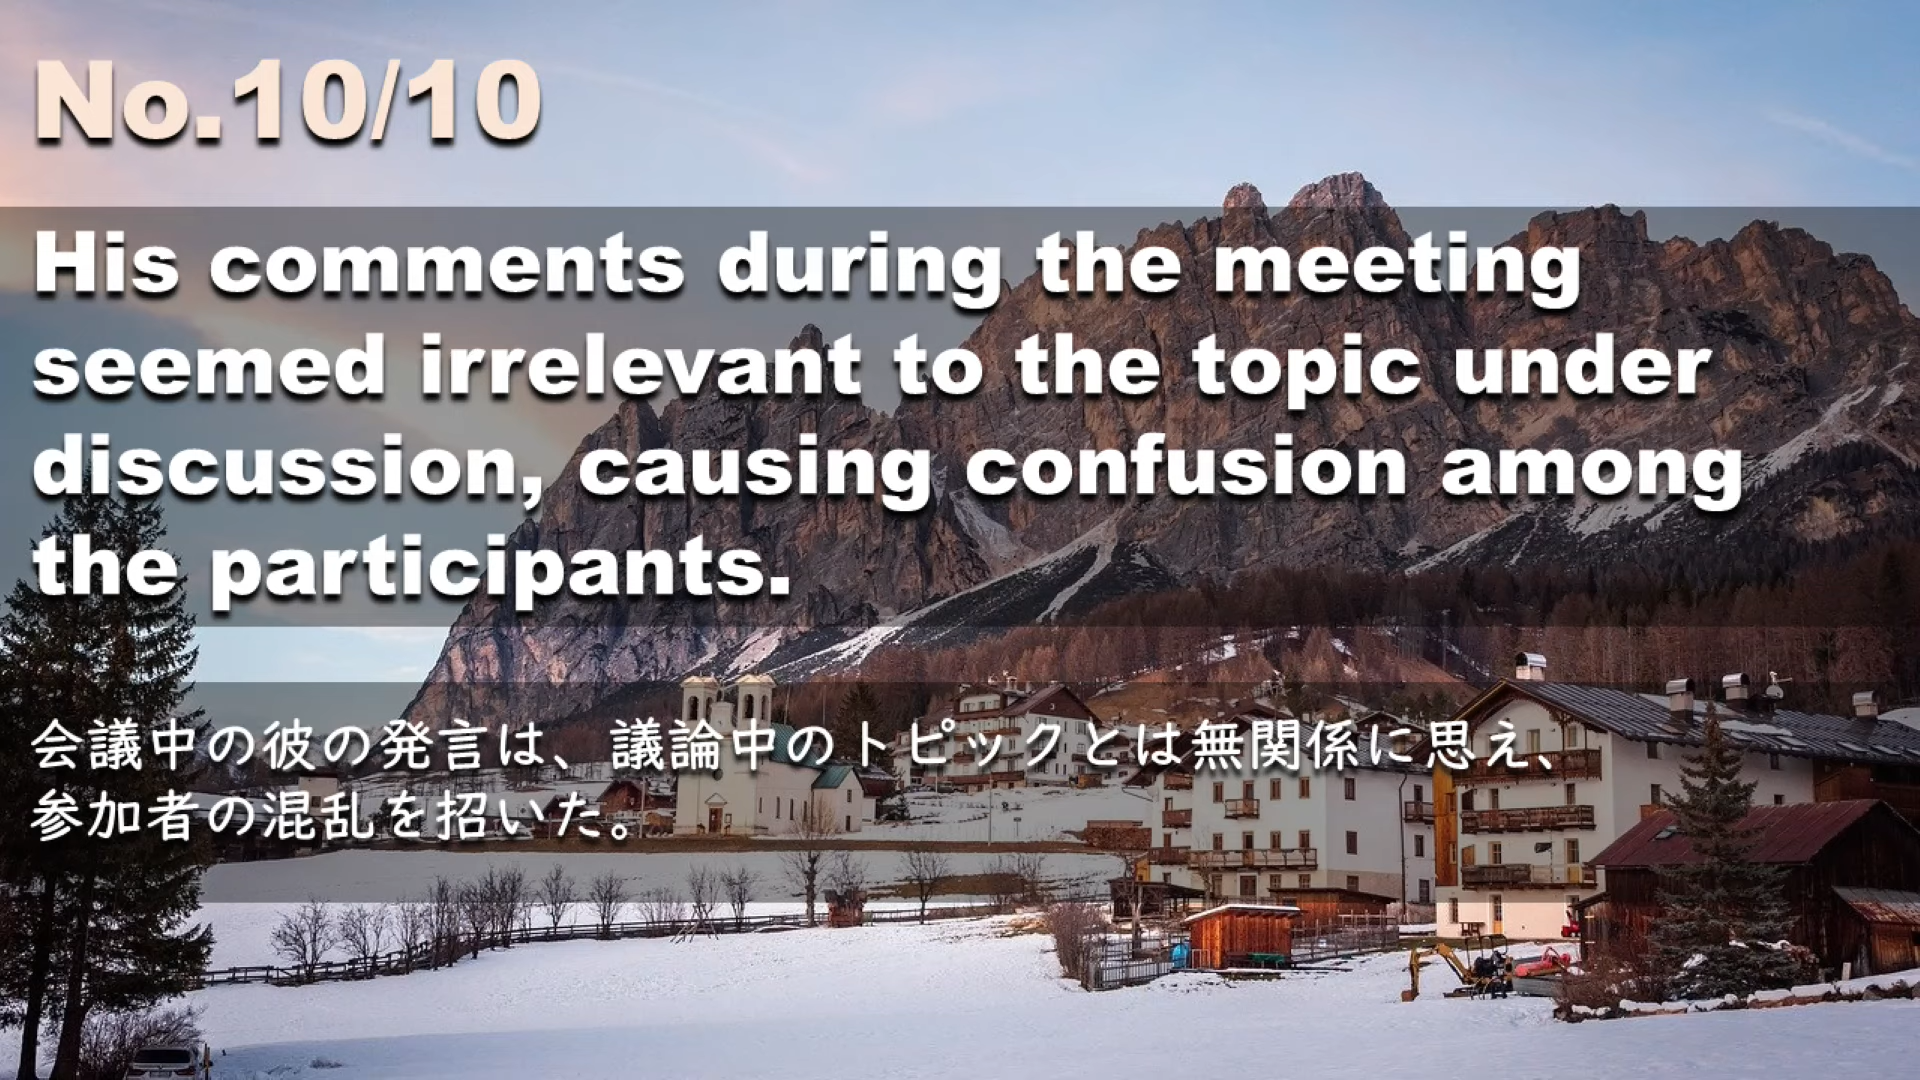 No.10/10
His comments during the meeting
seemed irrelevant to the topic under
discussion, causing confusion among
the participants.
会議中の彼の発言は、議論中のトピックとは無関係に思え、
参加者の混乱を招いた。